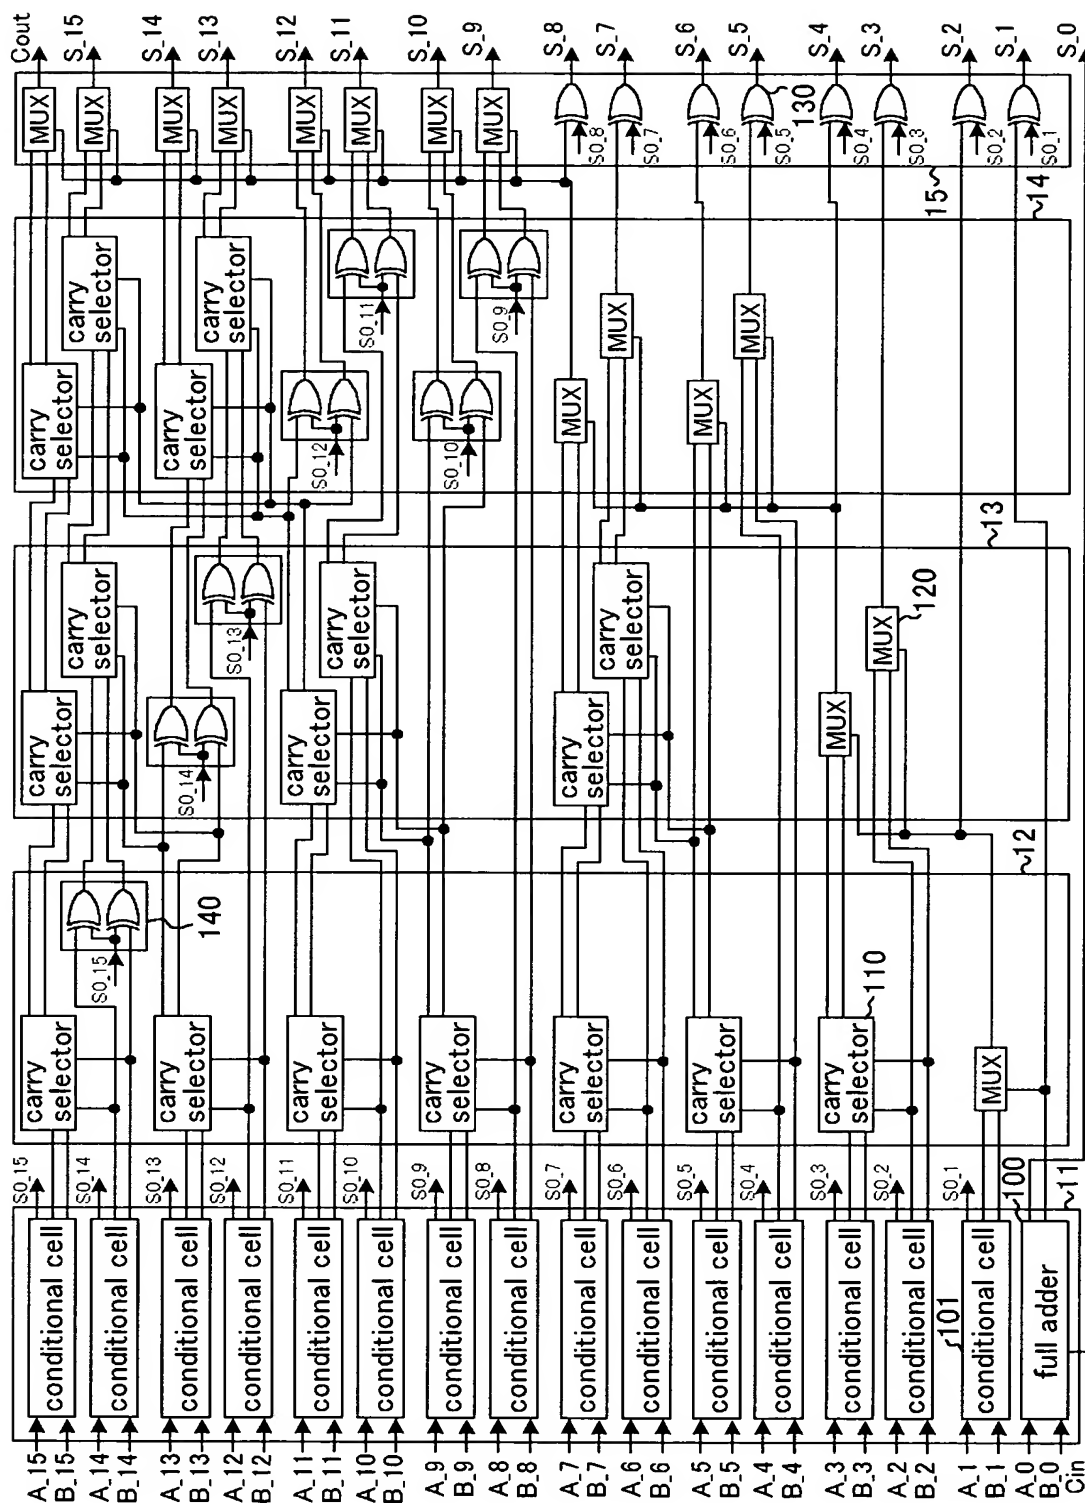 Cout
S_15
S_14
S_13
S_12
S_11
S_10
S_9
S_8
S_7
S_6
S_5
S_4
S_3
S_2
S_1
S_0
MUX
MUX
MUX
MUX
MUX
MUX
MUX
MUX
130
S0_8
S0_7
S0_6
S0_5
S0_4
S0_3
S0_2
S0_1
15
14
carry selector
carry selector
carry selector
carry selector
S0_11
S0_9
S0_12
S0_10
MUX
MUX
MUX
MUX
13
carry selector
carry selector
carry selector
carry selector
carry selector
carry selector
S0_13
S0_14
MUX
MUX
120
12
140
S0_15
carry selector
carry selector
carry selector
carry selector
carry selector
carry selector
carry selector
110
MUX
S0_15
S0_14
S0_13
S0_12
S0_11
S0_10
S0_9
S0_8
S0_7
S0_6
S0_5
S0_4
S0_3
S0_2
S0_1
100
11
conditional cell
conditional cell
conditional cell
conditional cell
conditional cell
conditional cell
conditional cell
conditional cell
conditional cell
conditional cell
conditional cell
conditional cell
conditional cell
conditional cell
101
conditional cell
full adder
A_15
B_15
A_14
B_14
A_13
B_13
A_12
B_12
A_11
B_11
A_10
B_10
A_9
B_9
A_8
B_8
A_7
B_7
A_6
B_6
A_5
B_5
A_4
B_4
A_3
B_3
A_2
B_2
A_1
B_1
A_0
B_0
Cin